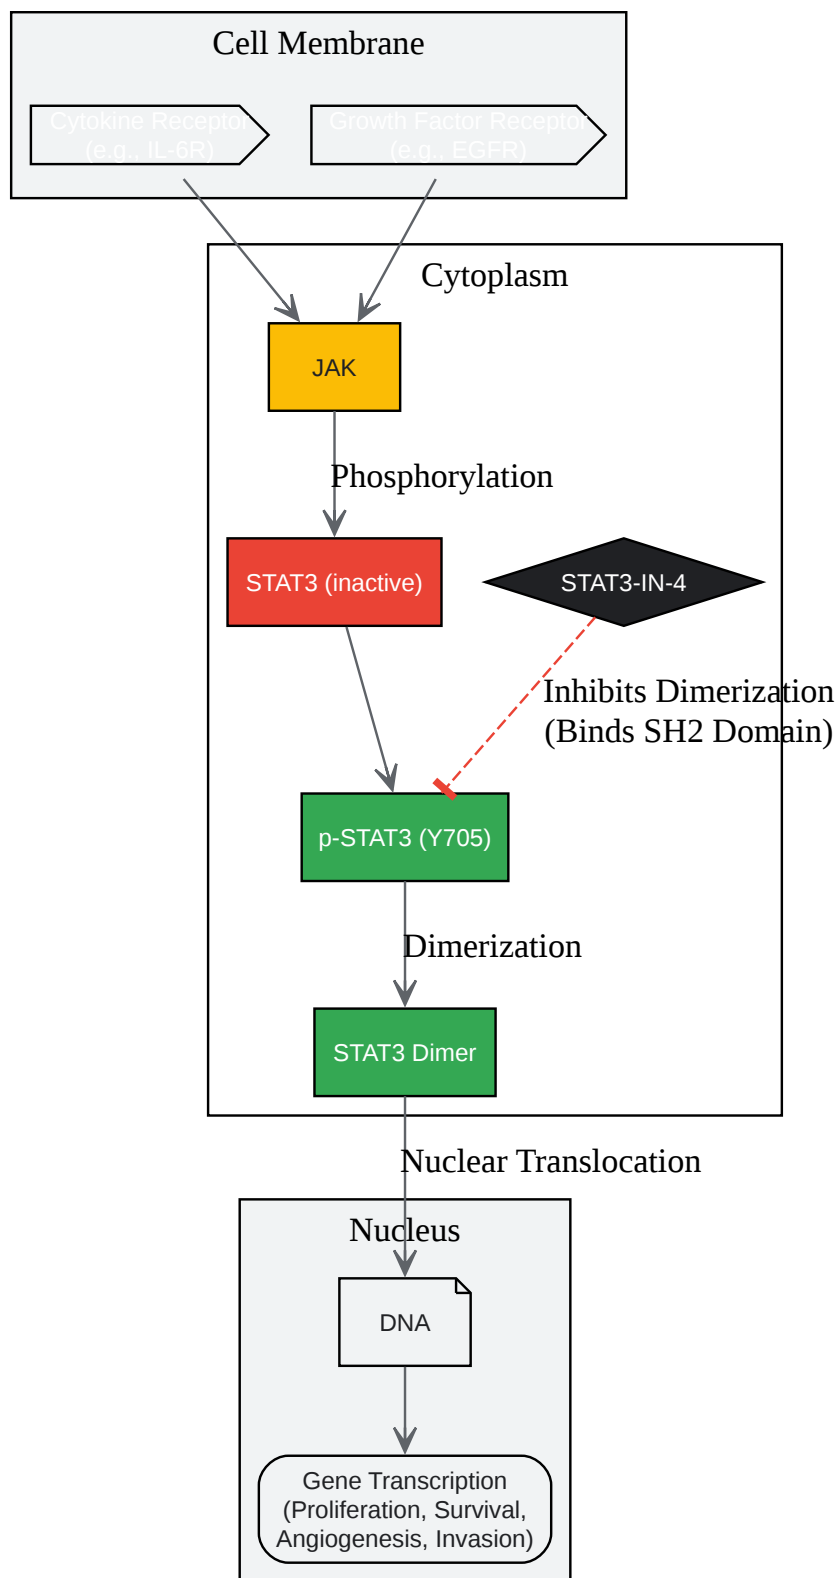 Cell Membrane
Cytokine Receptor
(e.g., IL-6R)
Growth Factor Receptor
(e.g., EGFR)
Cytoplasm
JAK
Phosphorylation
STAT3 (inactive)
STAT3-IN-4
Inhibits Dimerization
(Binds SH2 Domain)
p-STAT3 (Y705)
Dimerization
STAT3 Dimer
Nuclear Translocation
Nucleus
DNA
Gene Transcription
(Proliferation, Survival,
Angiogenesis, Invasion)